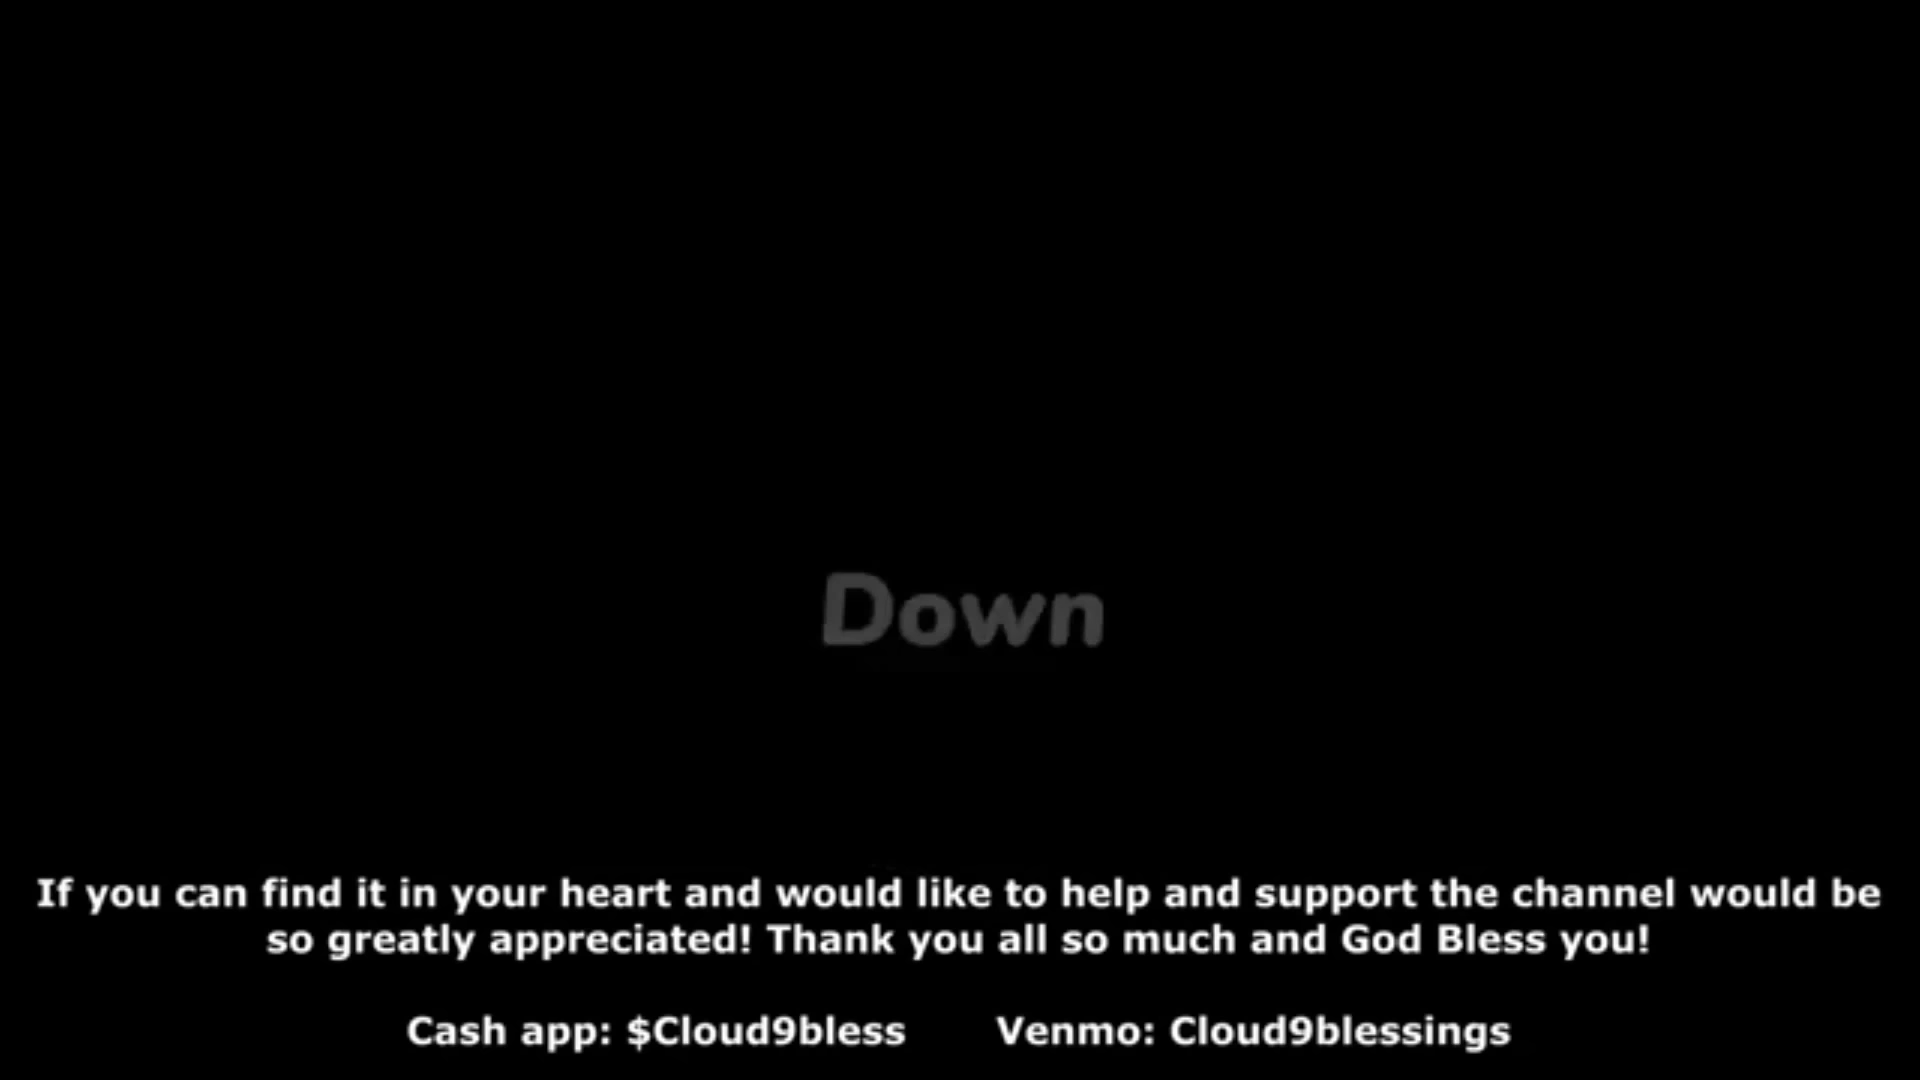 Down
If you can find it in your heart and would like to help and support the channel would be
so greatly appreciated! Thank you all so much and God Bless you!
Cash app: $Cloud9bless Venmo: Cloud9blessings